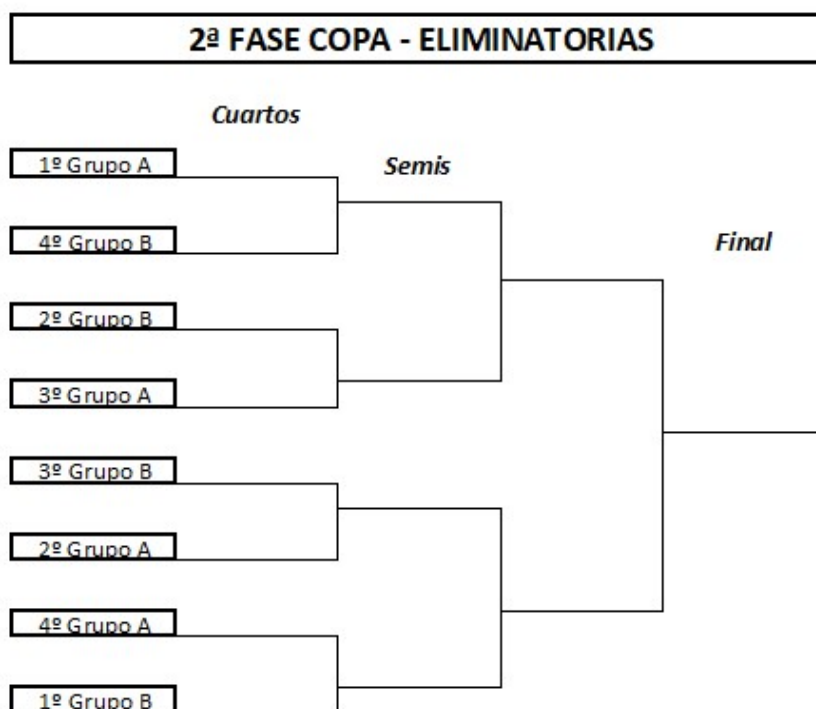 2ª FASE COPA - ELIMINATORIAS
Cuartos
Semis
Final
1º Grupo A
4º Grupo B
2º Grupo B
3º Grupo A
3º Grupo B
2º Grupo A
4º Grupo A
1º Grupo B